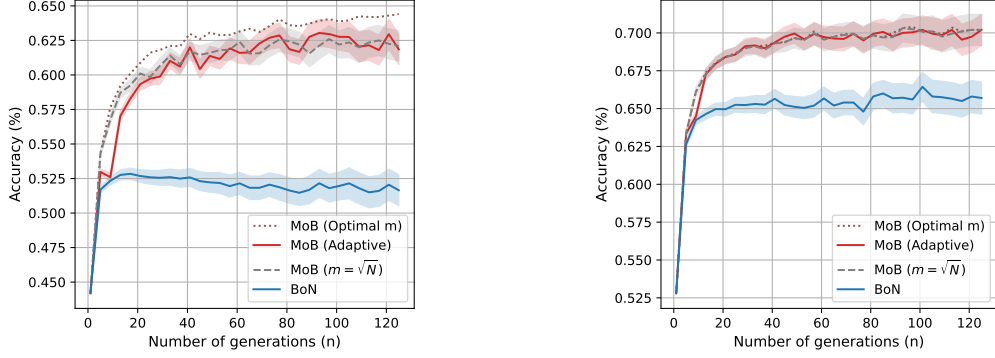 0.650
0.625
0.600
0.575
0.550
0.525
0.500
0.475
0.450
Accuracy (%)
MoB (Optimal m)
MoB (Adaptive)
MoB (m = √N)
BoN
0 20 40 60 80 100 120
Number of generations (n)
0.700
0.675
0.650
0.625
0.600
0.575
0.550
0.525
Accuracy (%)
MoB (Optimal m)
MoB (Adaptive)
MoB (m = √N)
BoN
0 20 40 60 80 100 120
Number of generations (n)